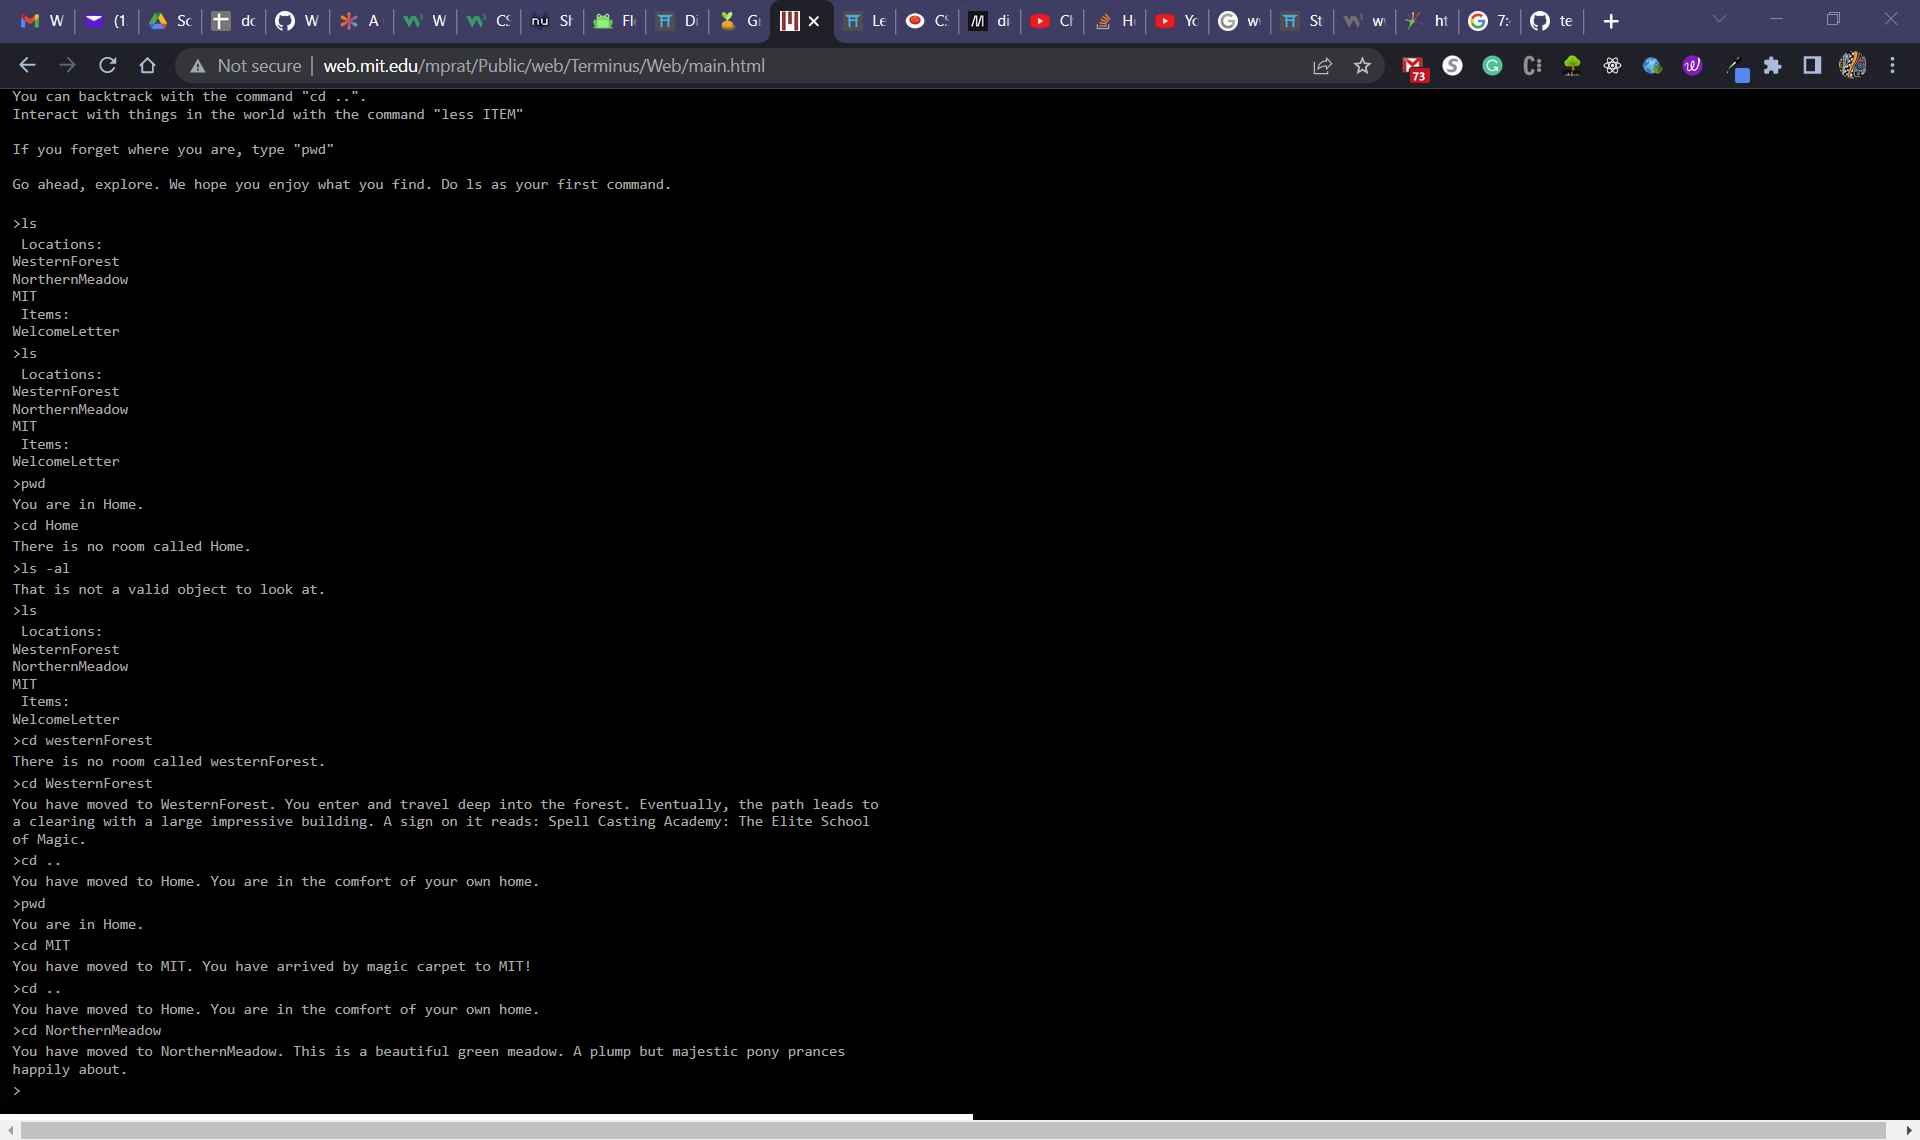 W
(1
Sc
dc
W
A
W
CS
nu
SI
Fl
Di
Gr
Le
CS
M
di
Cl
H
Yo
G
w
St
w
ht
7:
te
Not secure
web.mit.edu/mprat/Public/web/Terminus/Web/main.html
73
You can backtrack with the command "cd ..".
Interact with things in the world with the command "less ITEM"
If you forget where you are, type "pwd"
Go ahead, explore. We hope you enjoy what you find. Do ls as your first command.
>ls
Locations:
WesternForest
NorthernMeadow
MIT
Items:
WelcomeLetter
>ls
Locations:
WesternForest
NorthernMeadow
MIT
Items:
WelcomeLetter
>pwd
You are in Home.
>cd Home
There is no room called Home.
>ls -al
That is not a valid object to look at.
>ls
Locations:
WesternForest
NorthernMeadow
MIT
Items:
WelcomeLetter
>cd westernForest
There is no room called westernForest.
>cd WesternForest
You have moved to WesternForest. You enter and travel deep into the forest. Eventually, the path leads to
a clearing with a large impressive building. A sign on it reads: Spell Casting Academy: The Elite School
of Magic.
>cd ..
You have moved to Home. You are in the comfort of your own home.
>pwd
You are in Home.
>cd MIT
You have moved to MIT. You have arrived by magic carpet to MIT!
>cd ..
You have moved to Home. You are in the comfort of your own home.
>cd NorthernMeadow
You have moved to NorthernMeadow. This is a beautiful green meadow. A plump but majestic pony prances
happily about.
>